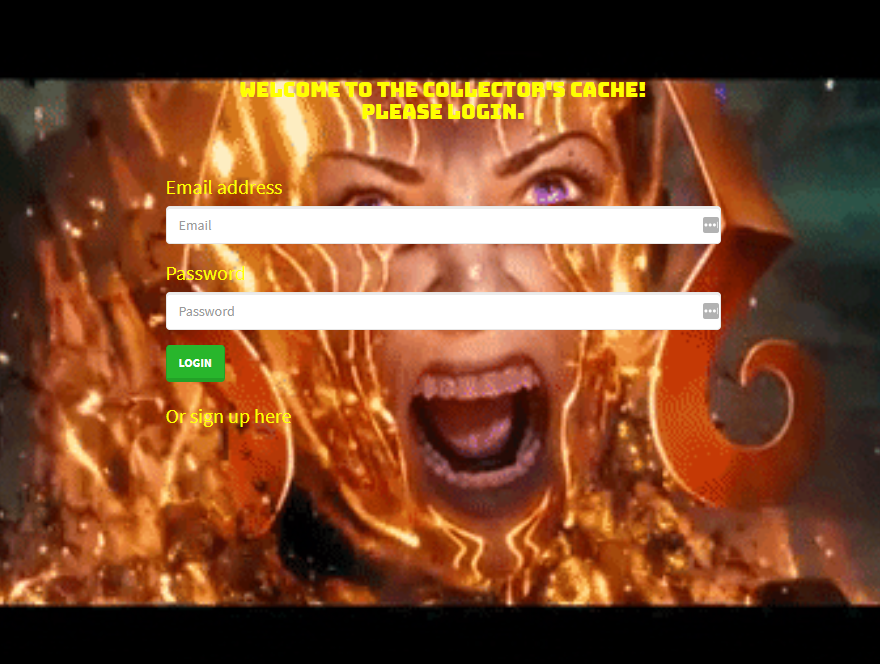 WELCOME TO THE COLLECTOR'S CACHE!
PLEASE LOGIN.
Email address
Email
Password
Password
LOGIN
Or sign up here